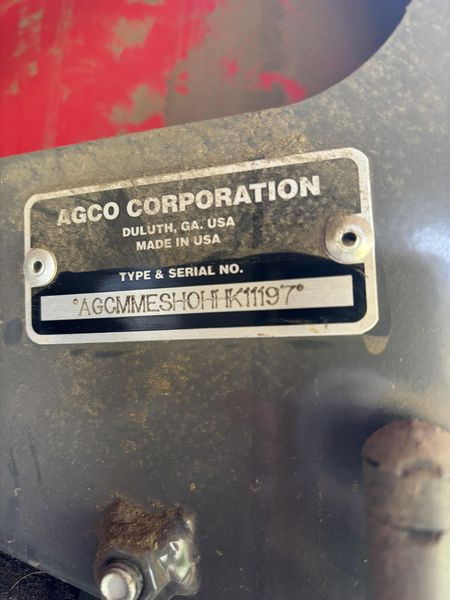 AGCO CORPORATION
DULUTH, GA. USA
MADE IN USA
TYPE & SERIAL NO.
*AGCMMESH0HHK11197*